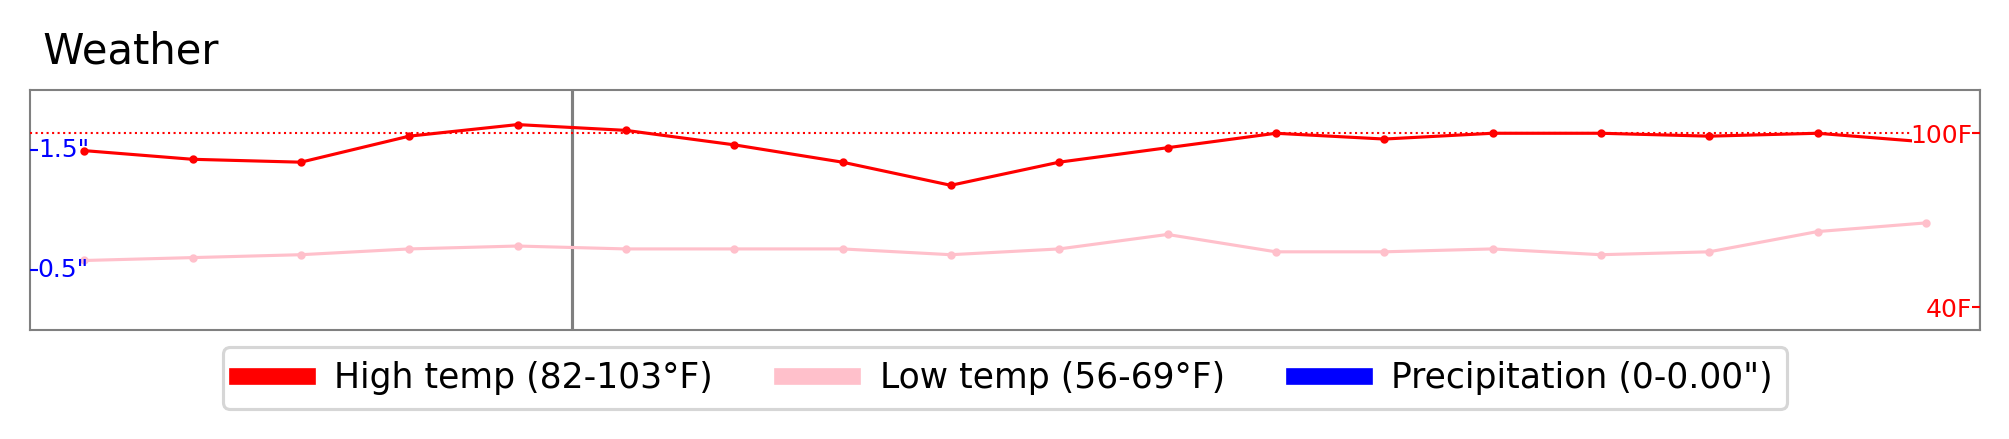 Weather
1.5"
100F
0.5"
40F
High temp (82-103°F) Low temp (56-69°F) Precipitation (0-0.00")